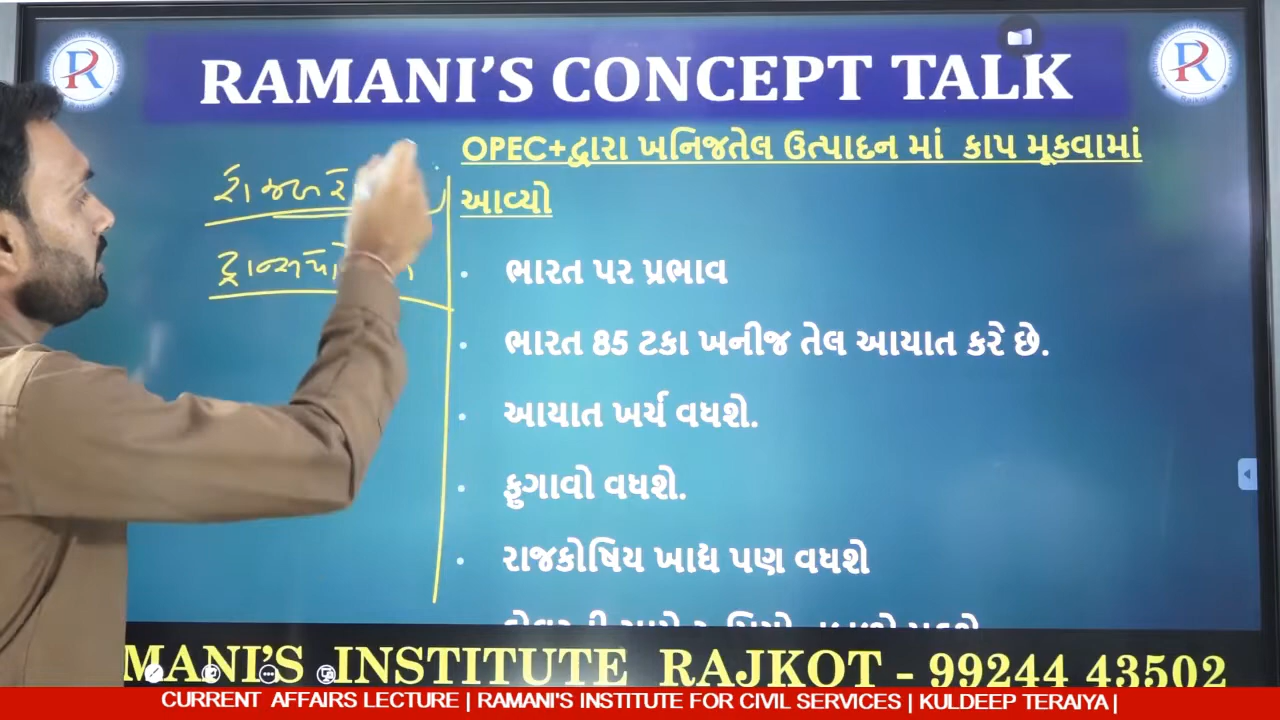 RAMANI'S CONCEPT TALK
OPEC+દ્વારા ખનિજતેલ ઉત્પાદન માં કાપ મૂકવામાં
આવ્યો
ભારત પર પ્રભાવ
ભારત 85 ટકા ખનીજ તેલ આયાત કરે છે.
આયાત ખર્ચ વધશે.
ફુગાવો વધશે.
રાજકોષિય ખાદ્ય પણ વધશે
MANI'S INSTITUTE RAJKOT - 99244 43502
CURRENT AFFAIRS LECTURE | RAMANI'S INSTITUTE FOR CIVIL SERVICES | KULDEEP TERAIYA |